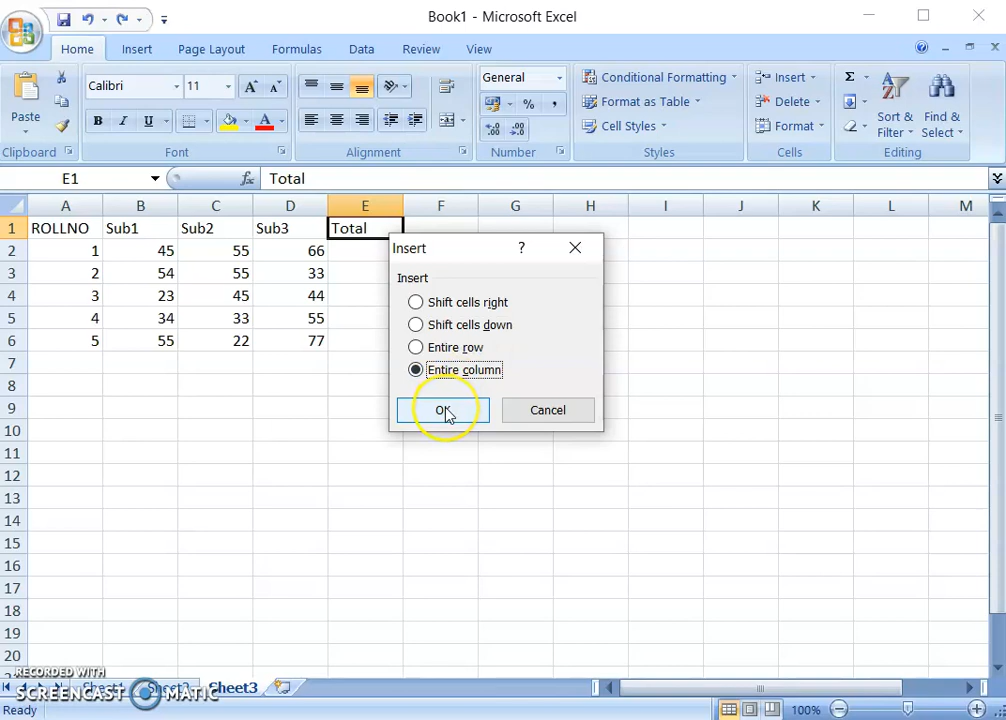 Book1 - Microsoft Excel
Home Insert Page Layout Formulas Data Review View
Paste
Calibri 11
B I U A
General
% ,
Conditional Formatting
Format as Table
Cell Styles
Insert
Delete
Format
Σ
Sort & Filter
Find & Select
Clipboard Font Alignment Number Styles Cells Editing
E1 fx Total
A B C D E F G H I J K L M
1 ROLLNO Sub1 Sub2 Sub3 Total
2 1 45 55 66
3 2 54 55 33
4 3 23 45 44
5 4 34 33 55
6 5 55 22 77
7
8
9
10
11
12
13
14
15
16
17
18
19
20
Insert ?
Insert
Shift cells right
Shift cells down
Entire row
Entire column
OK Cancel
RECORDED WITH
SCREENCAST MATIC
Sheet1 Sheet2 Sheet3
Ready 100%